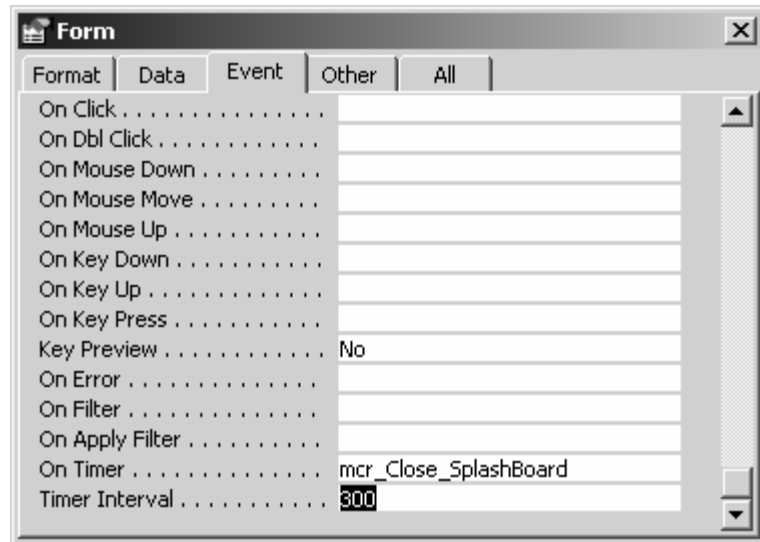 Form
Format Data Event Other All
On Click . . . . . . . . . . . . . . . .
On Dbl Click . . . . . . . . . . . . .
On Mouse Down . . . . . . . . .
On Mouse Move . . . . . . . . .
On Mouse Up . . . . . . . . . . .
On Key Down . . . . . . . . . . .
On Key Up . . . . . . . . . . . . .
On Key Press . . . . . . . . . . .
Key Preview . . . . . . . . . . . . No
On Error . . . . . . . . . . . . . . .
On Filter . . . . . . . . . . . . . . .
On Apply Filter . . . . . . . . . .
On Timer . . . . . . . . . . . . . . mcr_Close_SplashBoard
Timer Interval . . . . . . . . . . . 300